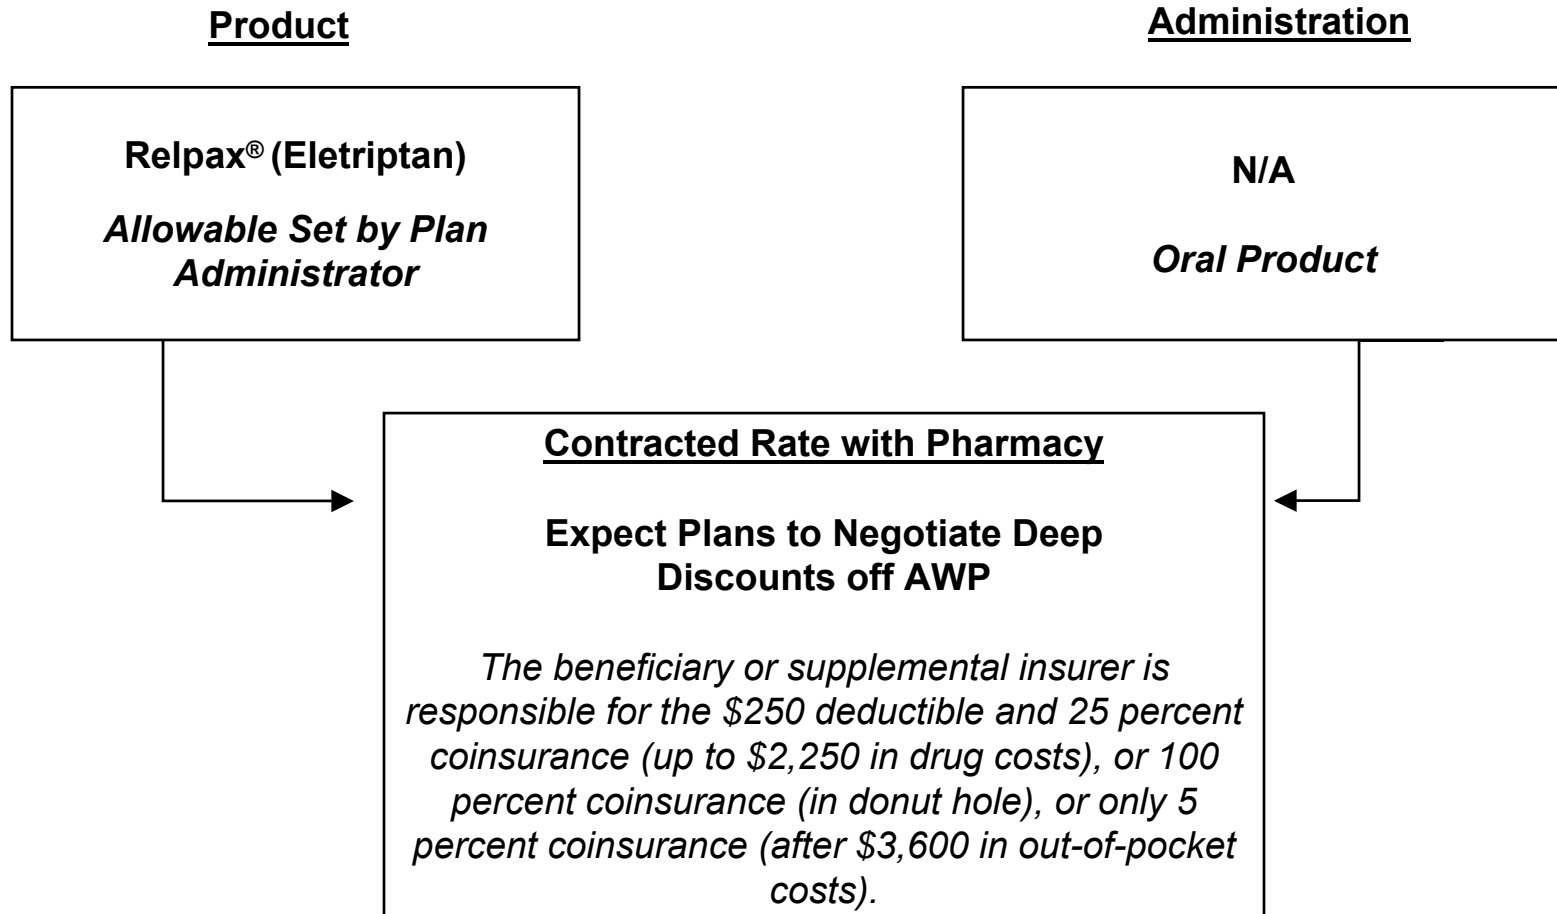 Product
Administration
Relpax® (Eletriptan)
Allowable Set by Plan
Administrator
N/A
Oral Product
Contracted Rate with Pharmacy
Expect Plans to Negotiate Deep
Discounts off AWP
The beneficiary or supplemental insurer is
responsible for the $250 deductible and 25 percent
coinsurance (up to $2,250 in drug costs), or 100
percent coinsurance (in donut hole), or only 5
percent coinsurance (after $3,600 in out-of-pocket
costs).